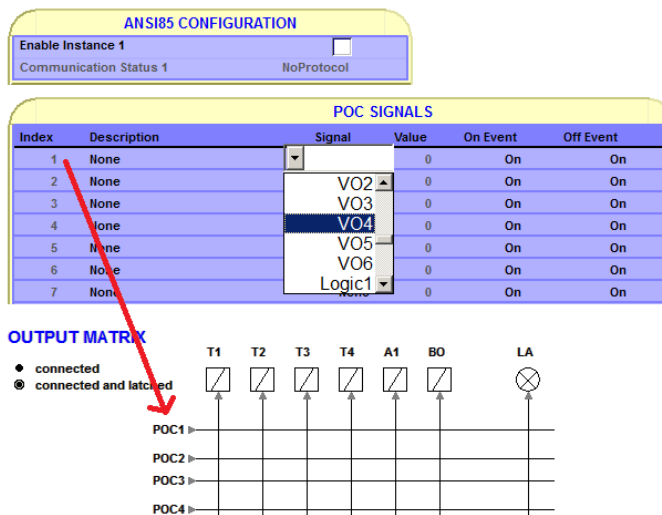 ANSI85 CONFIGURATION
Enable Instance 1
Communication Status 1 NoProtocol
POC SIGNALS
Index Description Signal Value On Event Off Event
1 None 0 On On
2 None VO2 0 On On
3 None VO3 0 On On
4 None VO4 0 On On
5 None VO5 0 On On
6 None VO6 0 On On
7 None Logic1 None 0 On On
OUTPUT MATRIX
T1 T2 T3 T4 A1 BO LA
connected
connected and latched
POC1
POC2
POC3
POC4